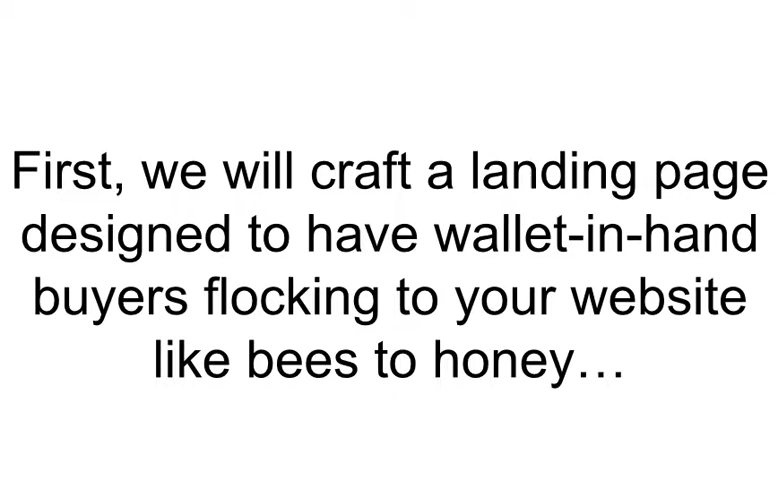 First, we will craft a landing page
designed to have wallet-in-hand
buyers flocking to your website
like bees to honey…